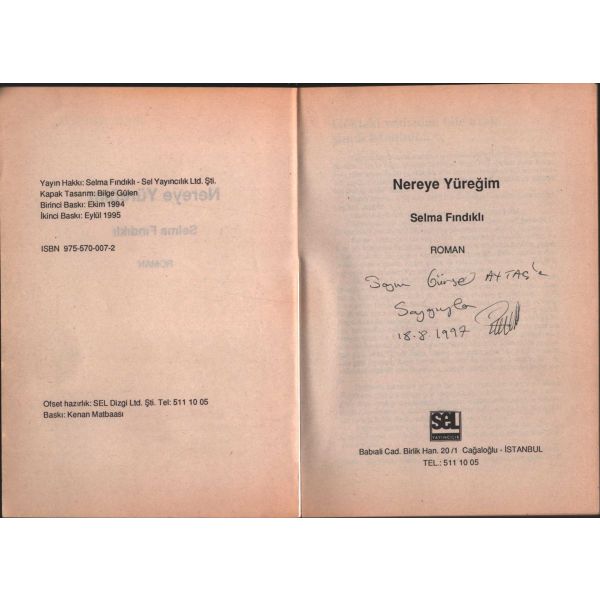 Yayın Hakkı: Selma Fındıklı - Sel Yayıncılık Ltd. Şti.
Kapak Tasarım: Bilge Gülen
Birinci Baskı: Ekim 1994
İkinci Baskı: Eylül 1995
ISBN 975-570-007-2
Ofset hazırlık: SEL Dizgi Ltd. Şti. Tel: 511 10 05
Baskı: Kenan Matbaası
Nereye Yüreğim
Selma Fındıklı
ROMAN
Sayın Gürsel AKTAŞ'a
Saygıyla
18.8.1997
SEL
YAYINCILIK
Babıali Cad. Birlik Han. 20/1 Cağaloğlu - İSTANBUL
TEL.: 511 10 05